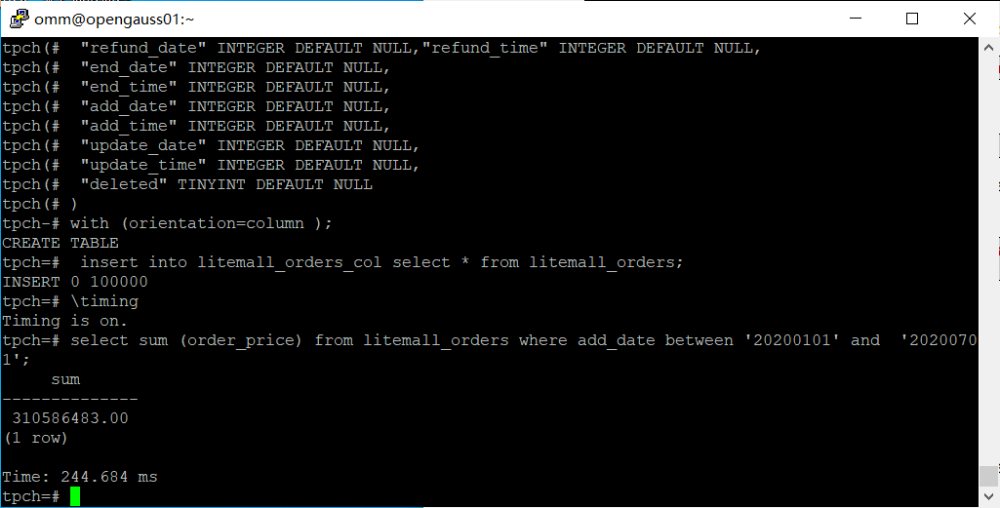 omm@opengauss01:~
tpch(#  "refund_date" INTEGER DEFAULT NULL,"refund_time" INTEGER DEFAULT NULL,
tpch(#  "end_date" INTEGER DEFAULT NULL,
tpch(#  "end_time" INTEGER DEFAULT NULL,
tpch(#  "add_date" INTEGER DEFAULT NULL,
tpch(#  "add_time" INTEGER DEFAULT NULL,
tpch(#  "update_date" INTEGER DEFAULT NULL,
tpch(#  "update_time" INTEGER DEFAULT NULL,
tpch(#  "deleted" TINYINT DEFAULT NULL
tpch(# )
tpch-# with (orientation=column );
CREATE TABLE
tpch=#  insert into litemall_orders_col select * from litemall_orders;
INSERT 0 100000
tpch=# \timing
Timing is on.
tpch=# select sum (order_price) from litemall_orders where add_date between '20200101' and  '2020070
1';
     sum
--------------
 310586483.00
(1 row)

Time: 244.684 ms
tpch=#